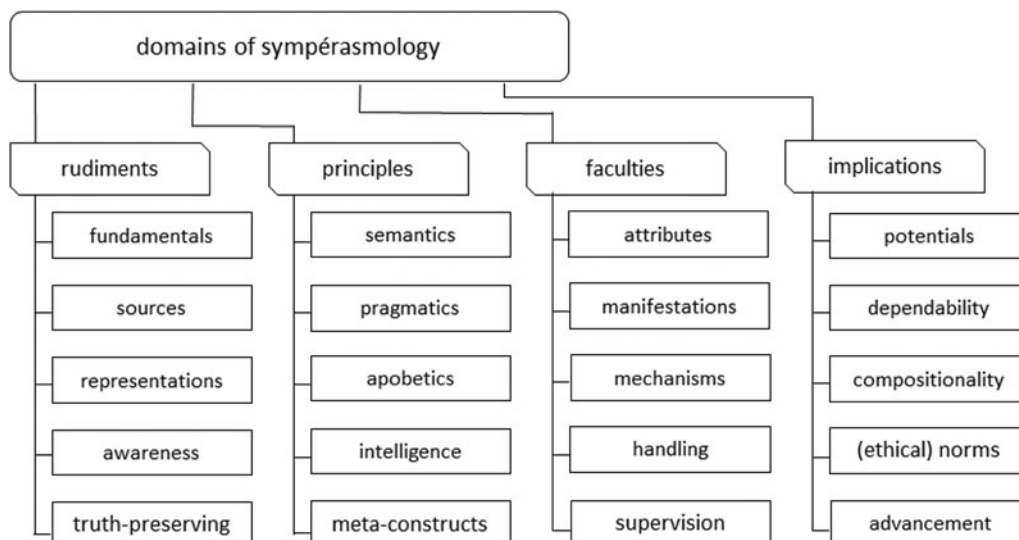 domains of sympérasmology
rudiments
fundamentals
sources
representations
awareness
truth-preserving
principles
semantics
pragmatics
apobetics
intelligence
meta-constructs
faculties
attributes
manifestations
mechanisms
handling
supervision
implications
potentials
dependability
compositionality
(ethical) norms
advancement